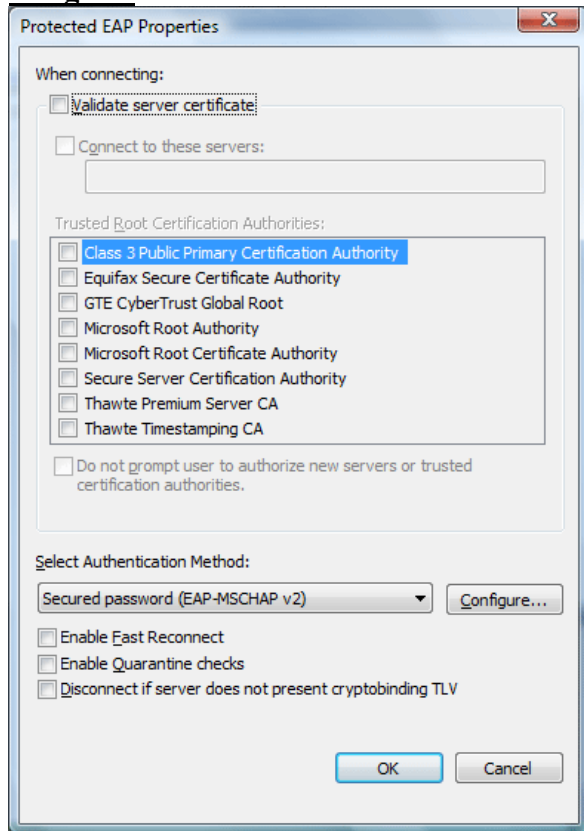 Protected EAP Properties
When connecting:
Validate server certificate
Connect to these servers:
Trusted Root Certification Authorities:
Class 3 Public Primary Certification Authority
Equifax Secure Certificate Authority
GTE CyberTrust Global Root
Microsoft Root Authority
Microsoft Root Certificate Authority
Secure Server Certification Authority
Thawte Premium Server CA
Thawte Timestamping CA
Do not prompt user to authorize new servers or trusted
certification authorities.
Select Authentication Method:
Secured password (EAP-MSCHAP v2) Configure...
Enable Fast Reconnect
Enable Quarantine checks
Disconnect if server does not present cryptobinding TLV
OK Cancel